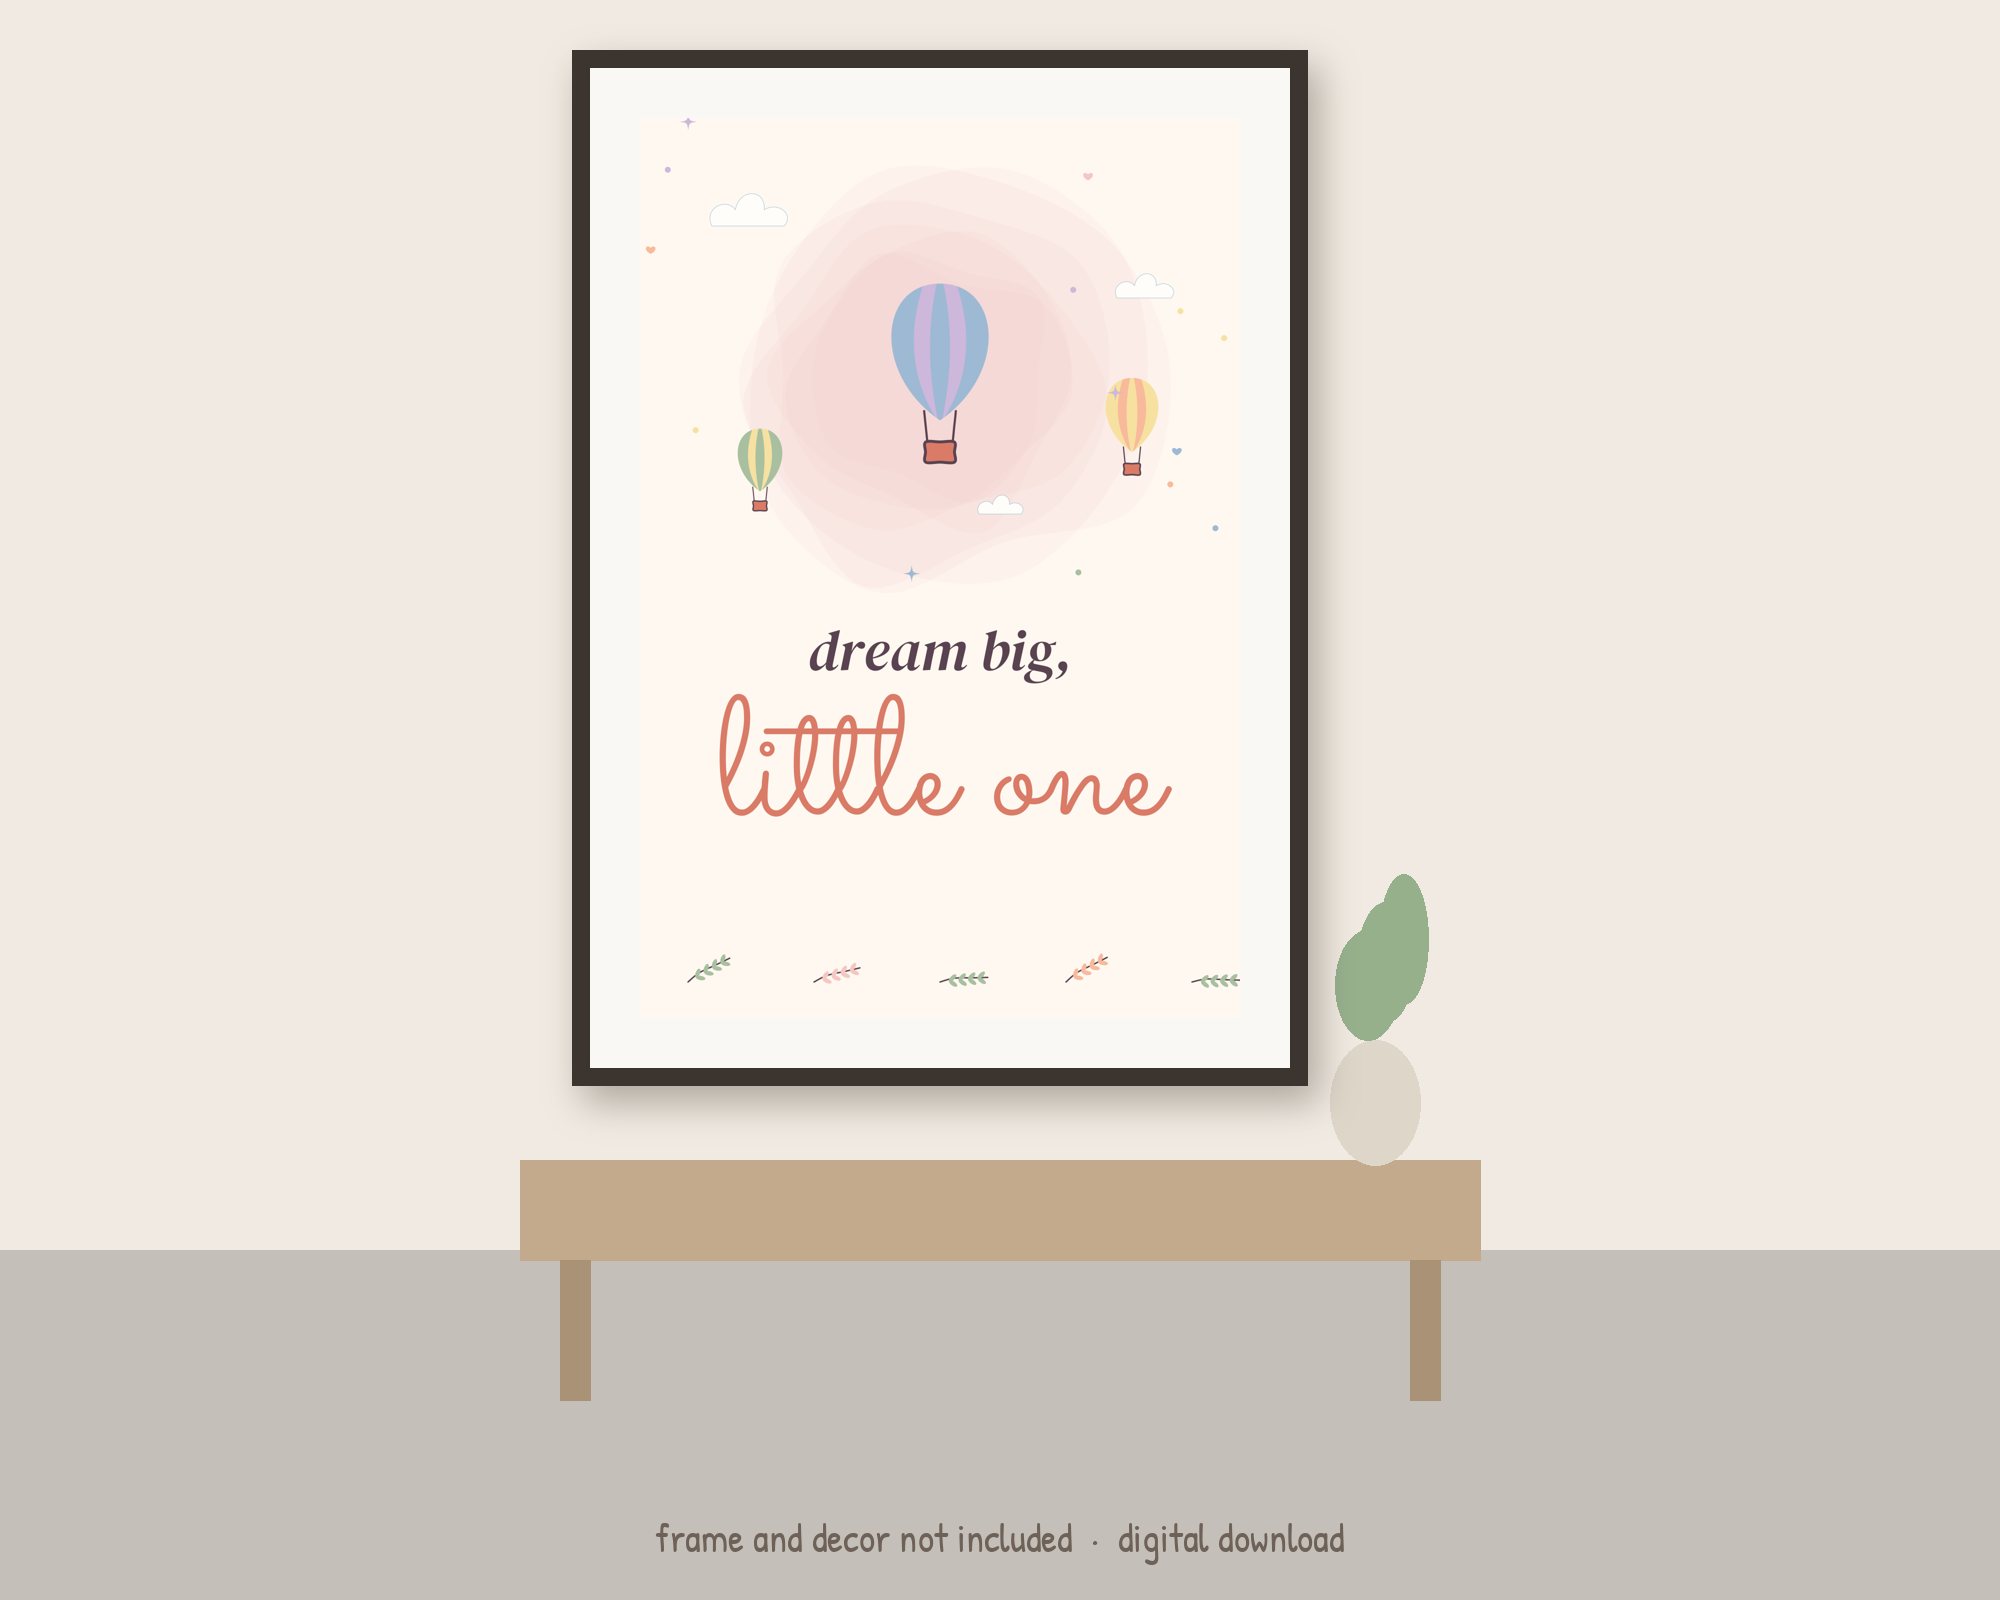 dream big,
little one
frame and decor not included · digital download